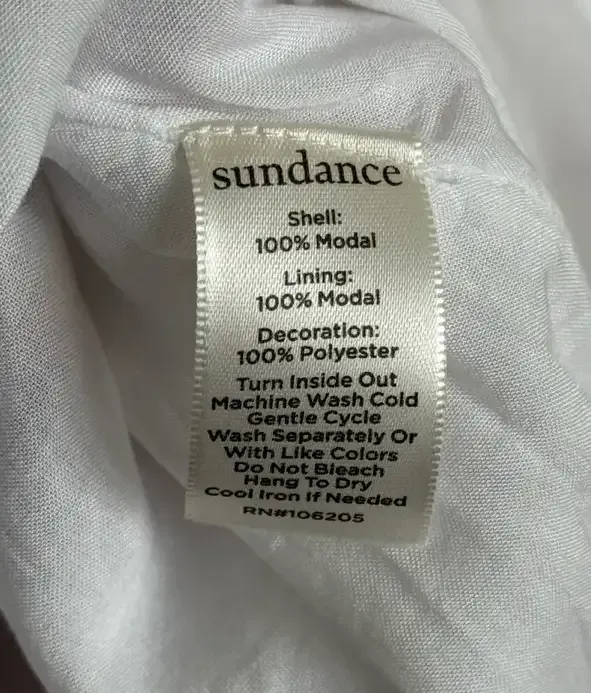 sundance
Shell:
100% Modal
Lining:
100% Modal
Decoration:
100% Polyester
Turn Inside Out
Machine Wash Cold
Gentle Cycle
Wash Separately Or
With Like Colors
Do Not Bleach
Hang To Dry
Cool Iron If Needed
RN#106205